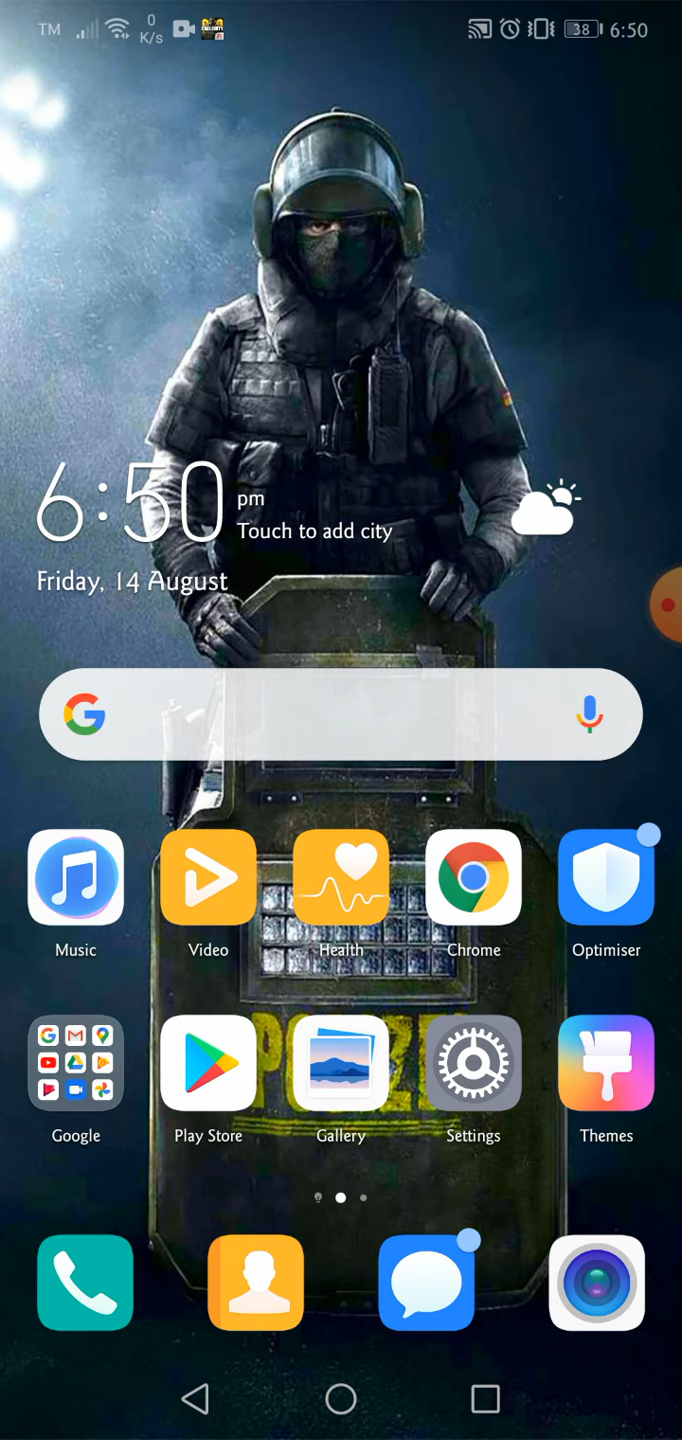 TM
0
K/s
38
6:50
6:50
pm
Touch to add city
Friday, 14 August
Music
Video
Health
Chrome
Optimiser
Google
Play Store
Gallery
Settings
Themes